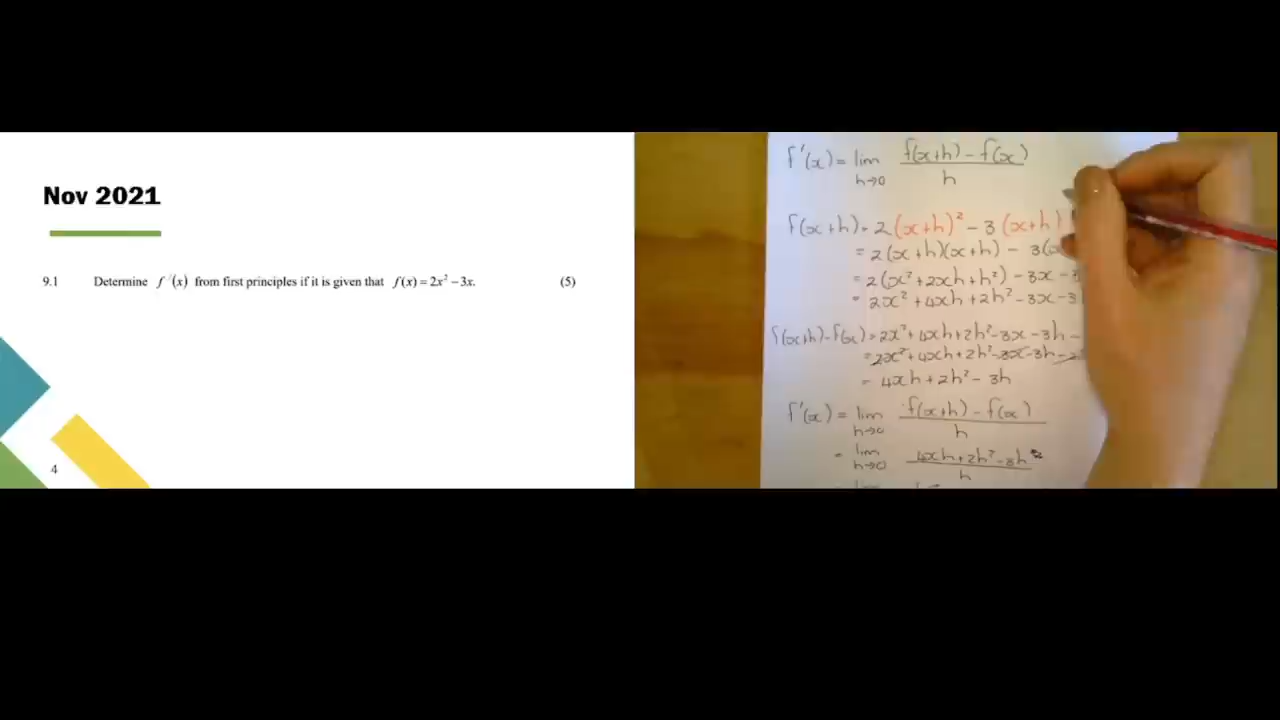 Nov 2021
9.1 Determine f'(x) from first principles if it is given that f(x) = 2x² − 3x. (5)
4
f'(x) = lim h→0 f(x+h) − f(x) / h
f(x+h) = 2(x+h)² − 3(x+h)
= 2(x+h)(x+h) − 3(x
= 2(x² + 2xh + h²) − 3x − 3
= 2x² + 4xh + 2h² − 3x − 3
f(x+h) − f(x) = 2x² + 4xh + 2h² − 3x − 3h −
= 2x² + 4xh + 2h² − 3x − 3h − 2
= 4xh + 2h² − 3h
f'(x) = lim h→0 f(x+h) − f(x) / h
= lim h→0 4xh + 2h² − 3h / h